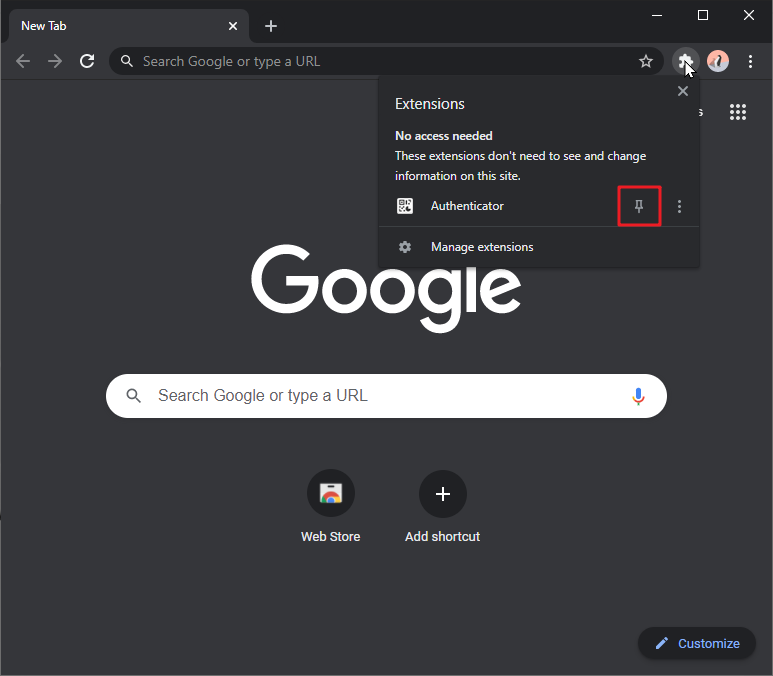 New Tab
Search Google or type a URL
Extensions
No access needed
These extensions don't need to see and change
information on this site.
Authenticator
Manage extensions
Google
Search Google or type a URL
Web Store
Add shortcut
Customize